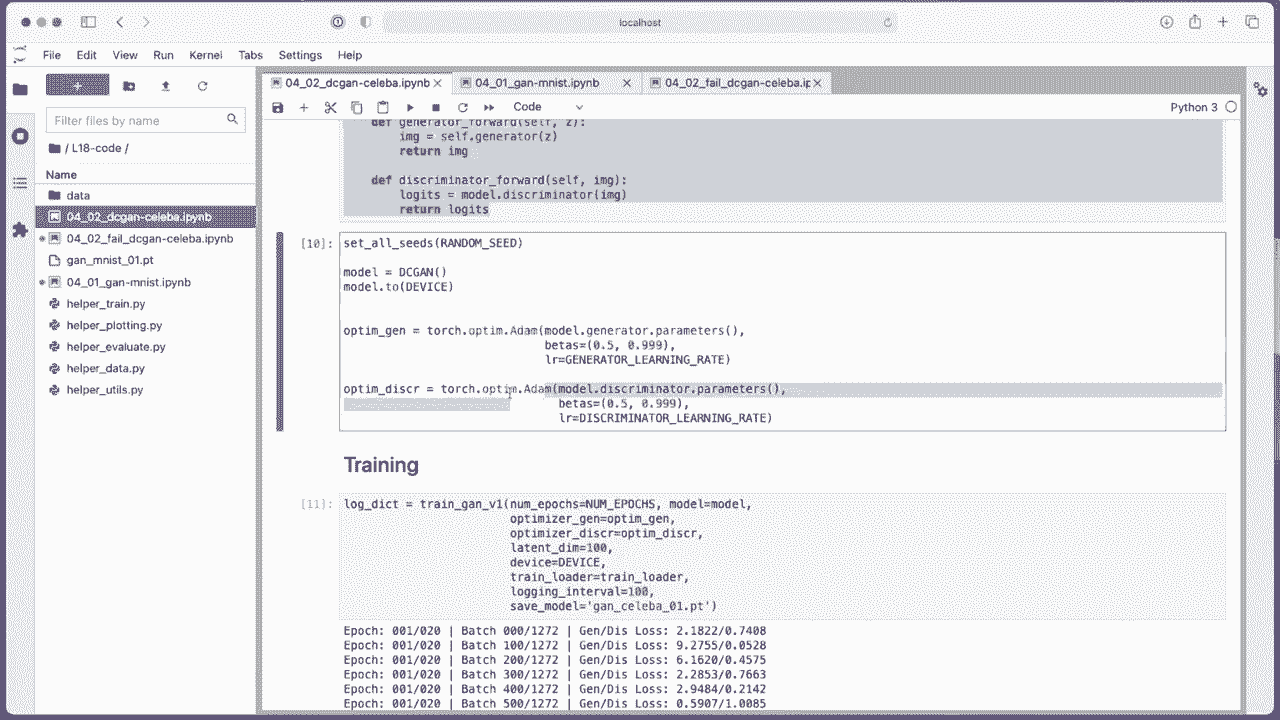 localhost
File Edit View Run Kernel Tabs Settings Help
04_02_dcgan-celeba.ipynb
04_01_gan-mnist.ipynb
04_02_fail_dcgan-celeba.ip
Code
Python 3
Filter files by name
/ L18-code /
Name
data
04_02_dcgan-celeba.ipynb
04_02_fail_dcgan-celeba.ipynb
gan_mnist_01.pt
04_01_gan-mnist.ipynb
helper_train.py
helper_plotting.py
helper_evaluate.py
helper_data.py
helper_utils.py
def generator_forward(self, z):
img = self.generator(z)
return img
def discriminator_forward(self, img):
logits = model.discriminator(img)
return logits
[10]:
set_all_seeds(RANDOM_SEED)
model = DCGAN()
model.to(DEVICE)
optim_gen = torch.optim.Adam(model.generator.parameters(),
betas=(0.5, 0.999),
lr=GENERATOR_LEARNING_RATE)
optim_discr = torch.optim.Adam(model.discriminator.parameters(),
betas=(0.5, 0.999),
lr=DISCRIMINATOR_LEARNING_RATE)
Training
[11]:
log_dict = train_gan_v1(num_epochs=NUM_EPOCHS, model=model,
optimizer_gen=optim_gen,
optimizer_discr=optim_discr,
latent_dim=100,
device=DEVICE,
train_loader=train_loader,
logging_interval=100,
save_model='gan_celeba_01.pt')
Epoch: 001/020 | Batch 000/1272 | Gen/Dis Loss: 2.1822/0.7408
Epoch: 001/020 | Batch 100/1272 | Gen/Dis Loss: 9.2755/0.0528
Epoch: 001/020 | Batch 200/1272 | Gen/Dis Loss: 6.1620/0.4575
Epoch: 001/020 | Batch 300/1272 | Gen/Dis Loss: 2.2853/0.7663
Epoch: 001/020 | Batch 400/1272 | Gen/Dis Loss: 2.9484/0.2142
Epoch: 001/020 | Batch 500/1272 | Gen/Dis Loss: 0.5907/1.0085